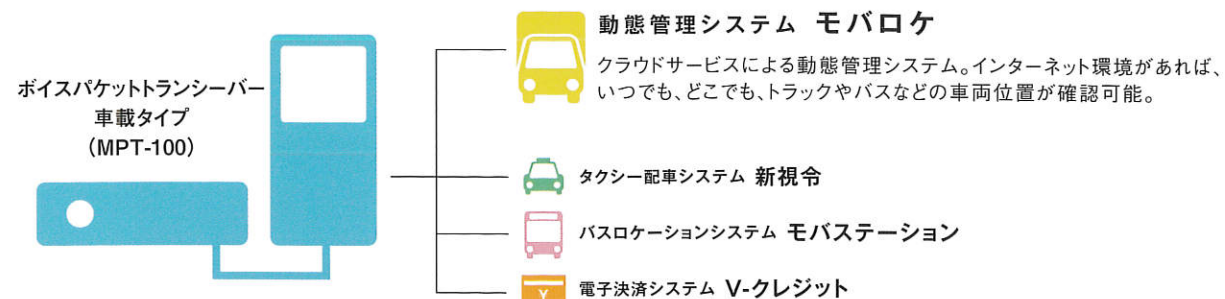 ボイスパケットトランシーバー
車載タイプ
(MPT-100)
動態管理システム モバロケ
クラウドサービスによる動態管理システム。インターネット環境があれば、
いつでも、どこでも、トラックやバスなどの車両位置が確認可能。
タクシー配車システム 新視令
バスロケーションシステム モバステーション
¥
電子決済システム V-クレジット